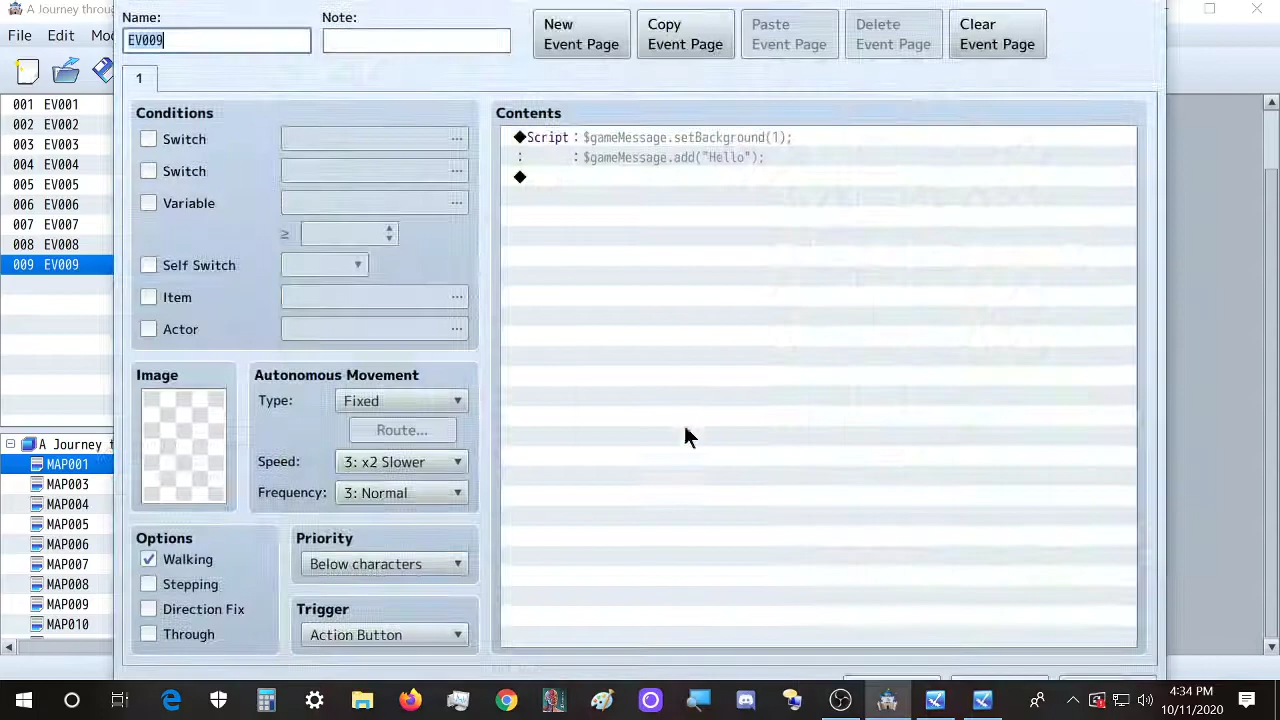 A Journey throu
File Edit Moc
Name:
Note:
EV009
New Event Page
Copy Event Page
Paste Event Page
Delete Event Page
Clear Event Page
1
001 EV001
002 EV002
003 EV003
004 EV004
005 EV005
006 EV006
007 EV007
008 EV008
009 EV009
Conditions
Switch ...
Switch ...
Variable ...
≥
Self Switch
Item ...
Actor ...
Contents
◆Script：$gameMessage.setBackground(1);
:　　　:$gameMessage.add("Hello");
◆
Image
Autonomous Movement
Type: Fixed
Route...
Speed: 3: x2 Slower
Frequency: 3: Normal
Options
Walking
Stepping
Direction Fix
Through
Priority
Below characters
Trigger
Action Button
A Journey t
MAP001
MAP003
MAP004
MAP005
MAP006
MAP007
MAP008
MAP009
MAP010
4:34 PM
10/11/2020